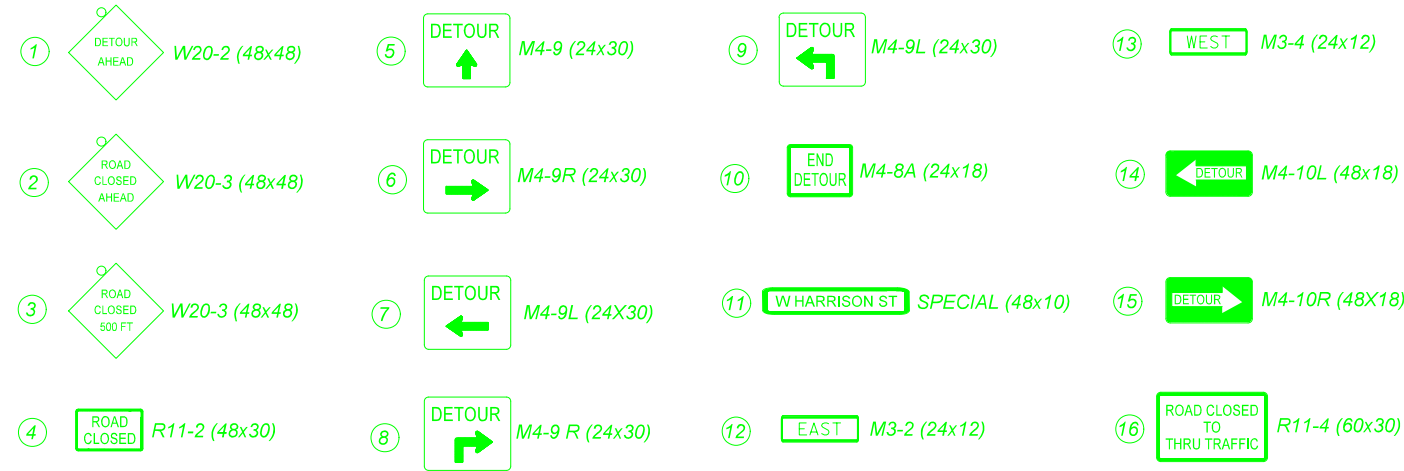 1
DETOUR
AHEAD
W20-2 (48x48)
2
ROAD
CLOSED
AHEAD
W20-3 (48x48)
3
ROAD
CLOSED
500 FT
W20-3 (48x48)
4
ROAD
CLOSED
R11-2 (48x30)
5
DETOUR
M4-9 (24x30)
6
DETOUR
M4-9R (24x30)
7
DETOUR
M4-9L (24X30)
8
DETOUR
M4-9 R (24x30)
9
DETOUR
M4-9L (24x30)
10
END
DETOUR
M4-8A (24x18)
11
W HARRISON ST
SPECIAL (48x10)
12
EAST
M3-2 (24x12)
13
WEST
M3-4 (24x12)
14
DETOUR
M4-10L (48x18)
15
DETOUR
M4-10R (48X18)
16
ROAD CLOSED
TO
THRU TRAFFIC
R11-4 (60x30)